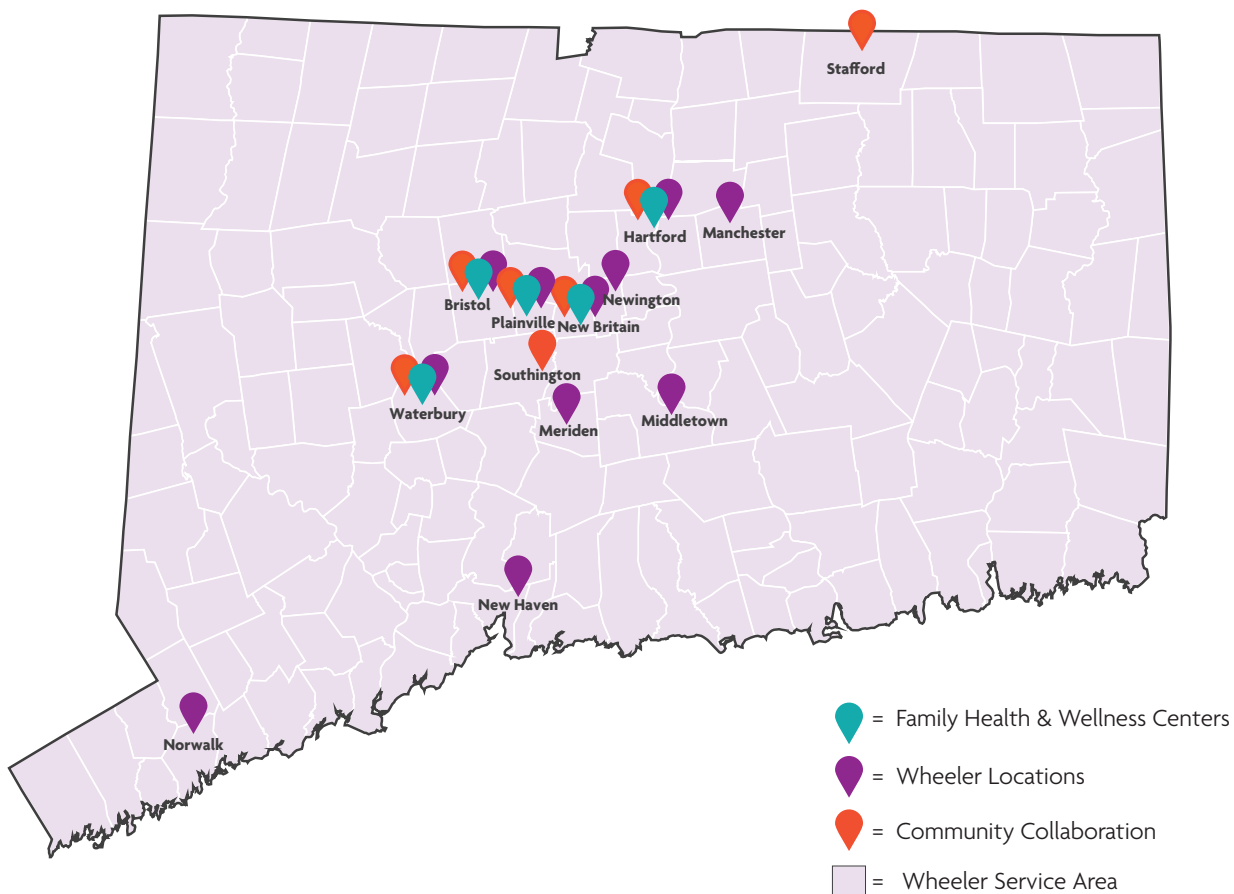 Stafford
Hartford
Manchester
Bristol
Newington
Plainville
New Britain
Southington
Waterbury
Meriden
Middletown
New Haven
Norwalk
= Family Health & Wellness Centers
= Wheeler Locations
= Community Collaboration
= Wheeler Service Area